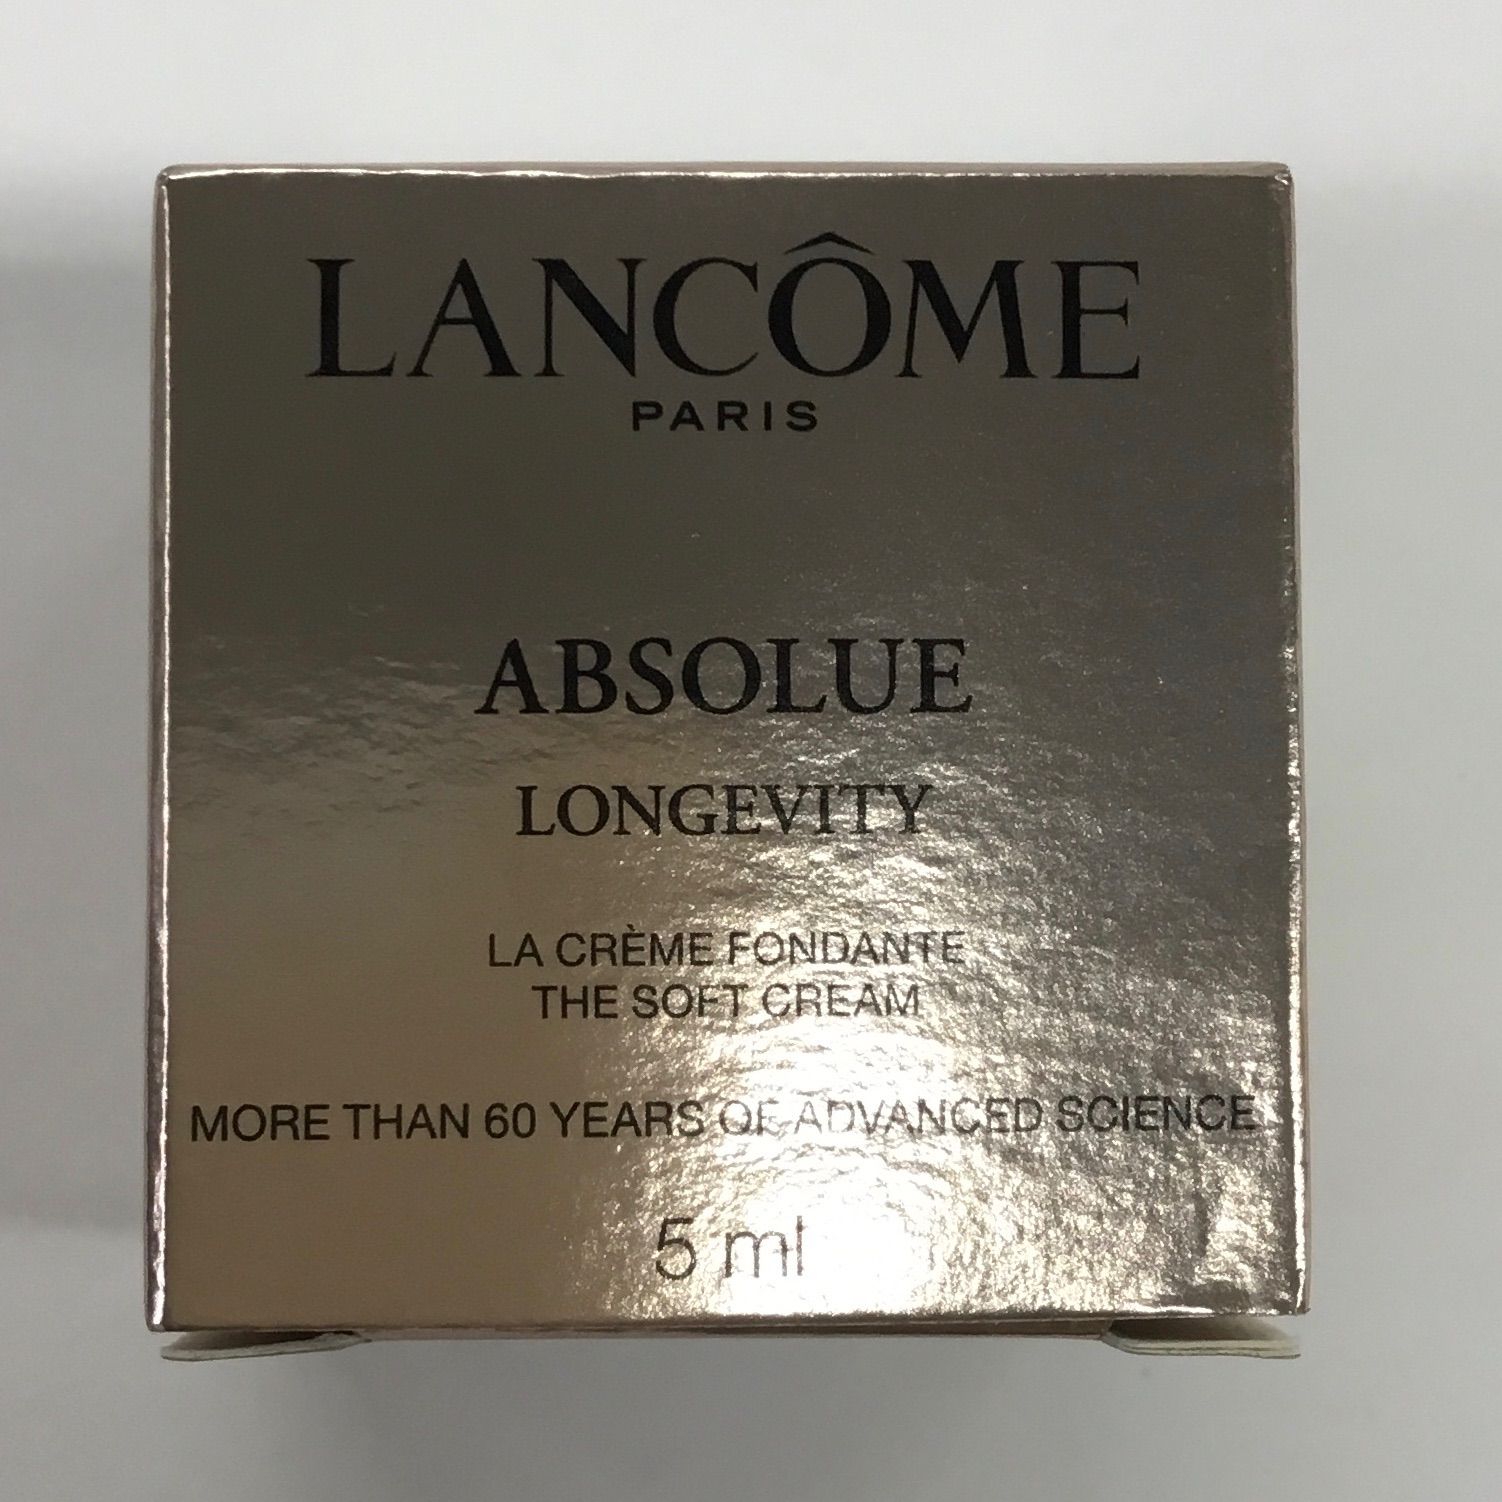 LANCÔME
PARIS
ABSOLUE
LONGEVITY
LA CRÈME FONDANTE
THE SOFT CREAM
MORE THAN 60 YEARS OF ADVANCED SCIENCE
5 ml